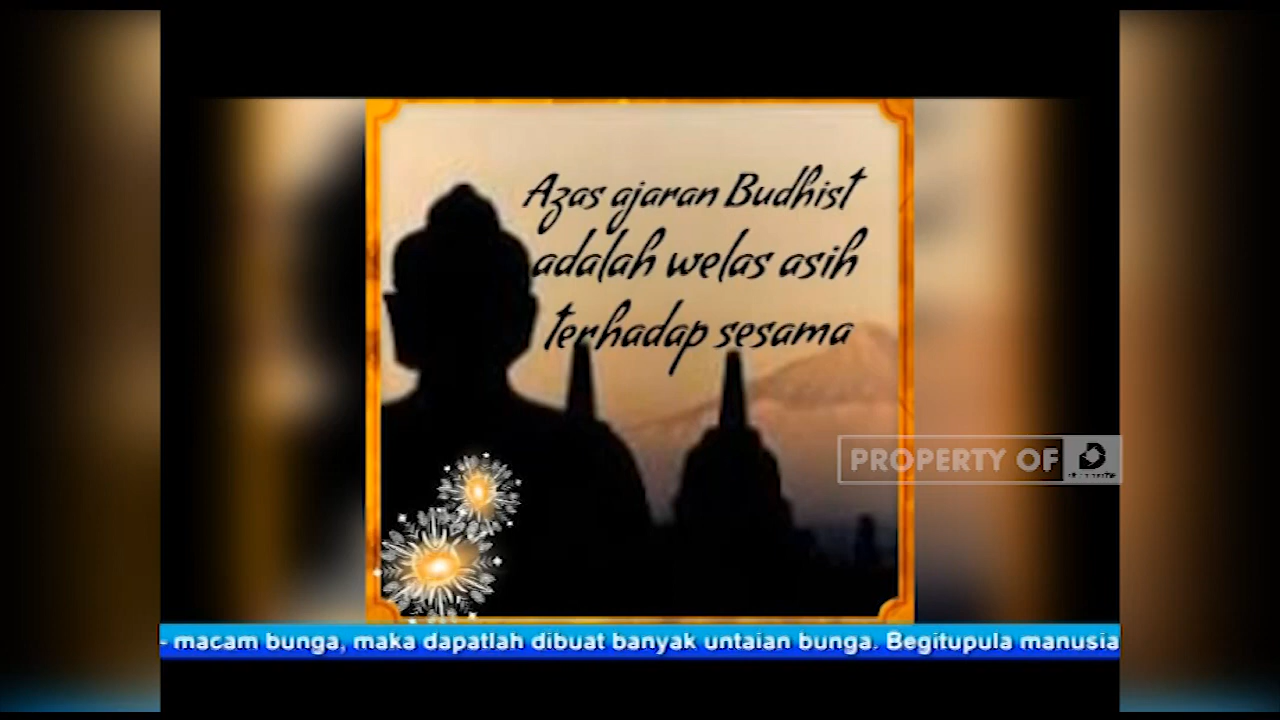 Azas ajaran Budhist
adalah welas asih
terhadap sesama
PROPERTY OF
- macam bunga, maka dapatlah dibuat banyak untaian bunga. Begitupula manusia